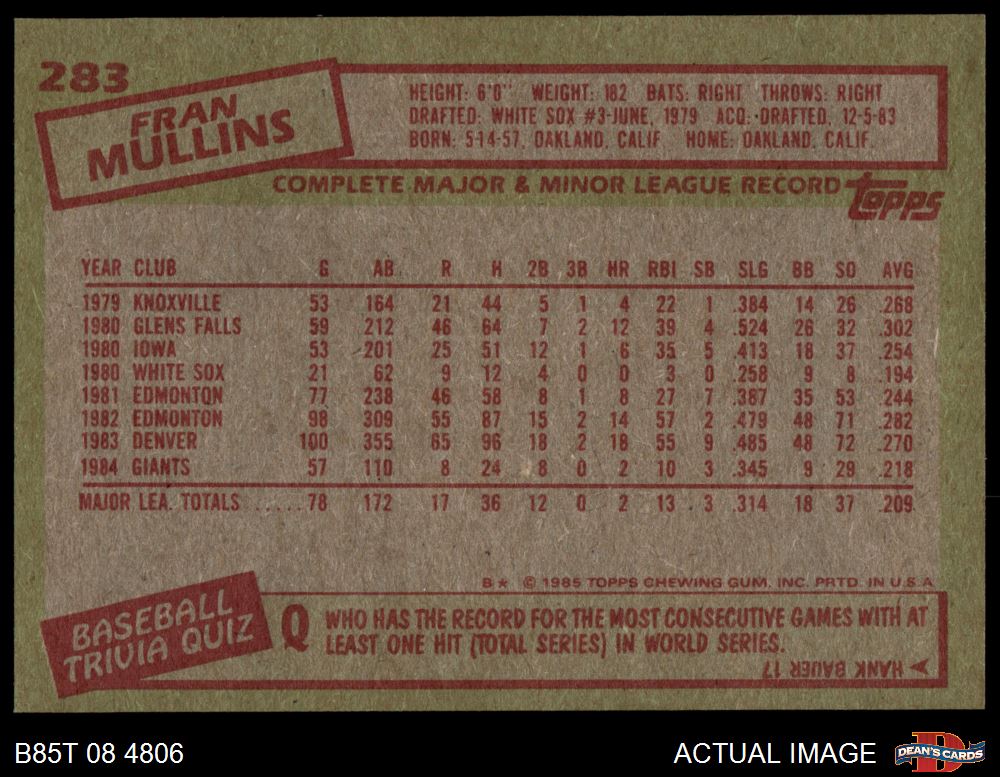 283
FRAN
MULLINS
HEIGHT: 6'0" WEIGHT: 182 BATS: RIGHT THROWS: RIGHT
DRAFTED: WHITE SOX #3-JUNE, 1979 ACQ: DRAFTED, 12-5-83
BORN: 5-14-57, OAKLAND, CALIF. HOME: OAKLAND, CALIF.
COMPLETE MAJOR & MINOR LEAGUE RECORD topps
YEAR CLUB G AB R H 2B 3B HR RBI SB SLG BB SO AVG
1979 KNOXVILLE 53 164 21 44 5 1 4 22 1 .384 14 26 .268
1980 GLENS FALLS 59 212 46 64 7 2 12 39 4 .524 26 32 .302
1980 IOWA 53 201 25 51 12 1 6 35 5 .413 18 37 .254
1980 WHITE SOX 21 62 9 12 4 0 0 3 0 .258 9 8 .194
1981 EDMONTON 77 238 46 58 8 1 8 27 7 .387 35 53 .244
1982 EDMONTON 98 309 55 87 15 2 14 57 2 .479 48 71 .282
1983 DENVER 100 355 65 96 18 2 18 55 9 .485 48 72 .270
1984 GIANTS 57 110 8 24 8 0 2 10 3 .345 9 29 .218
MAJOR LEA. TOTALS .....78 172 17 36 12 0 2 13 3 .314 18 37 .209
B* © 1985 TOPPS CHEWING GUM, INC. PRTD. IN U.S.A.
BASEBALL
TRIVIA QUIZ
Q WHO HAS THE RECORD FOR THE MOST CONSECUTIVE GAMES WITH AT
LEAST ONE HIT (TOTAL SERIES) IN WORLD SERIES.
HANK BAUER 17
B85T 08 4806
ACTUAL IMAGE
DEAN'S CARDS